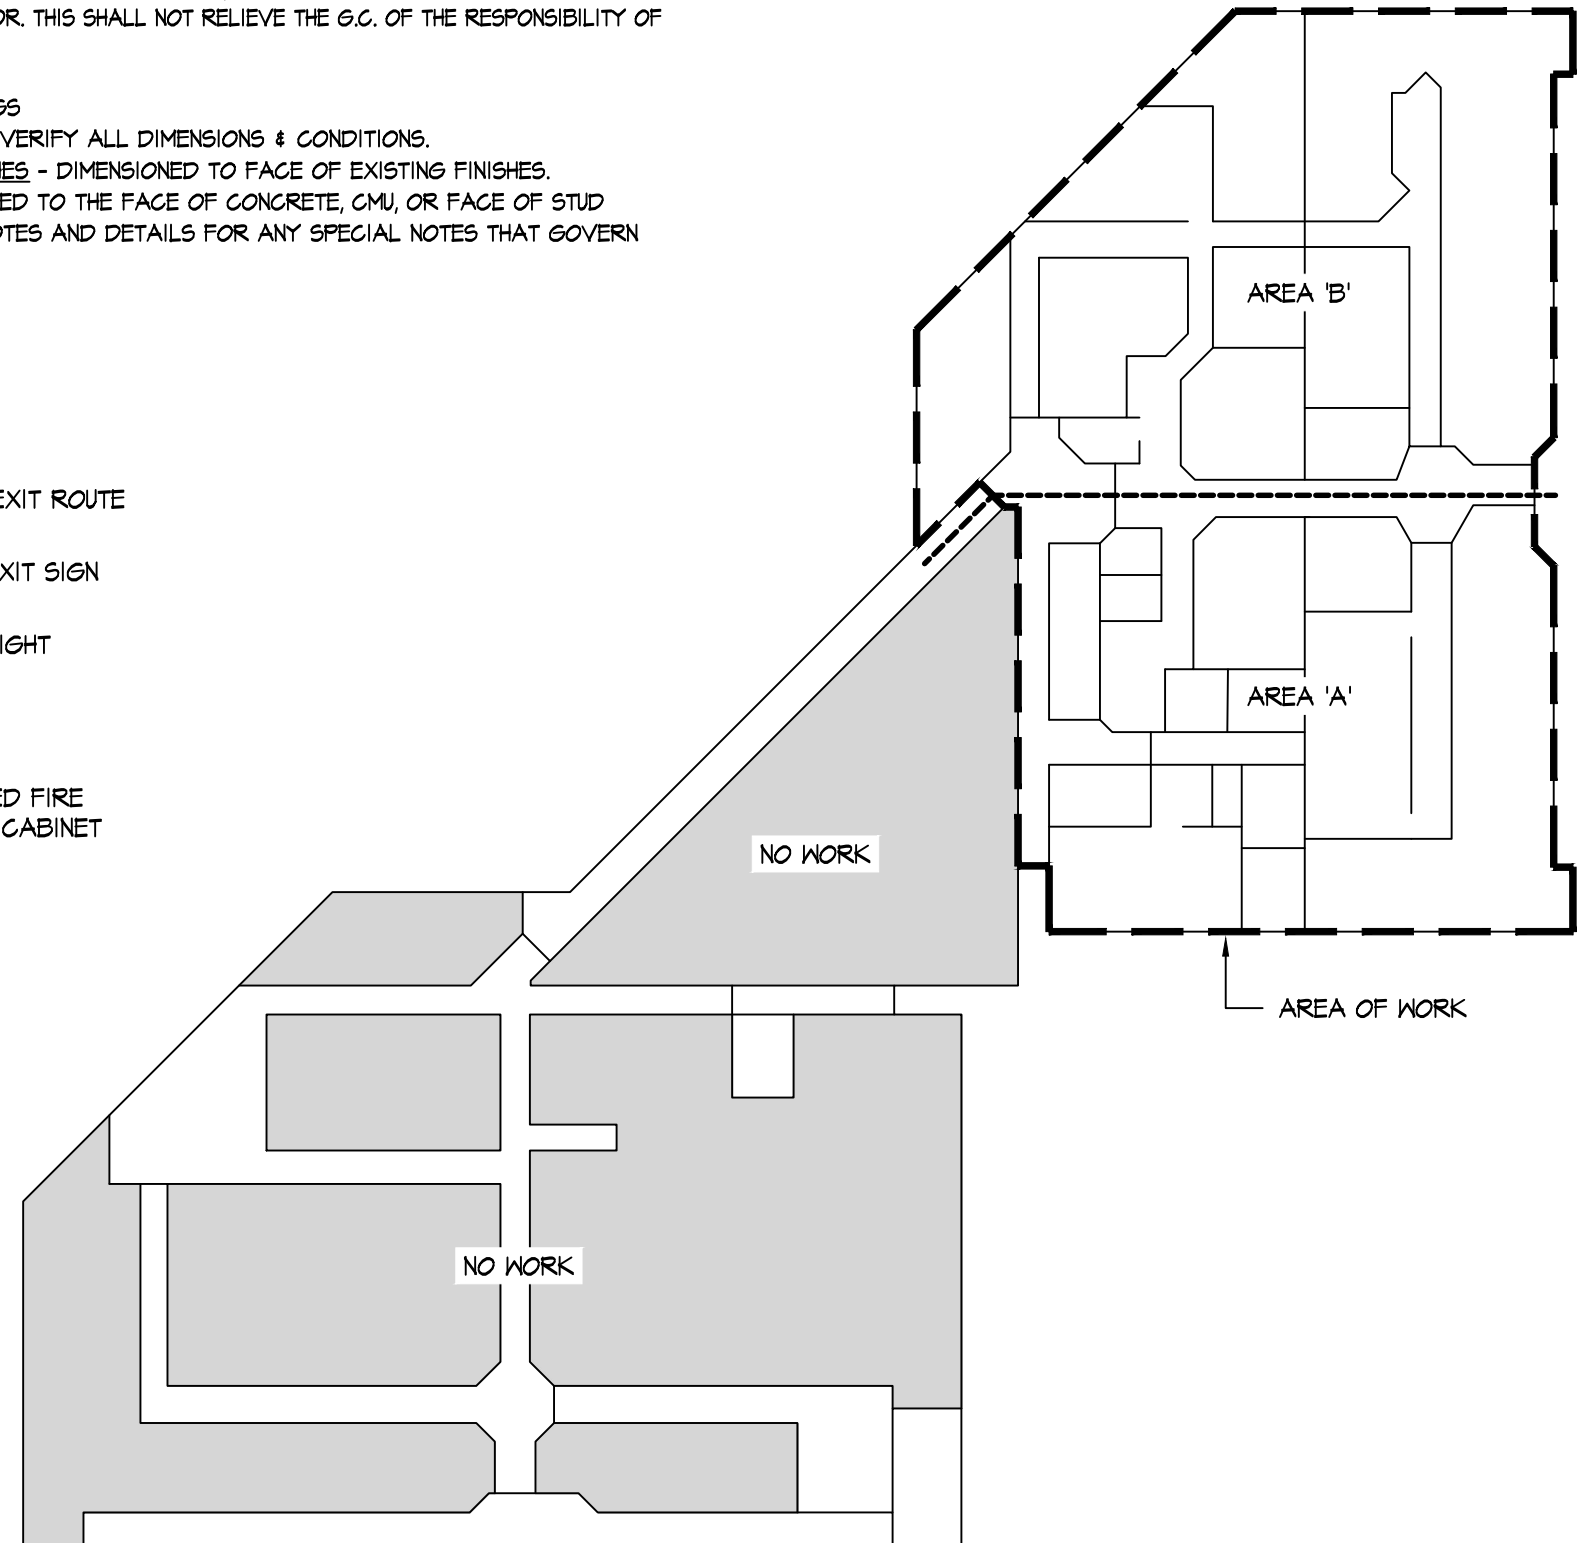 OR. THIS SHALL NOT RELIEVE THE G.C. OF THE RESPONSIBILITY OF
GS
VERIFY ALL DIMENSIONS & CONDITIONS.
HES - DIMENSIONED TO FACE OF EXISTING FINISHES.
ED TO THE FACE OF CONCRETE, CMU, OR FACE OF STUD
OTES AND DETAILS FOR ANY SPECIAL NOTES THAT GOVERN
AREA 'B'
EXIT ROUTE
EXIT SIGN
IGHT
AREA 'A'
ED FIRE
CABINET
NO WORK
AREA OF WORK
NO WORK